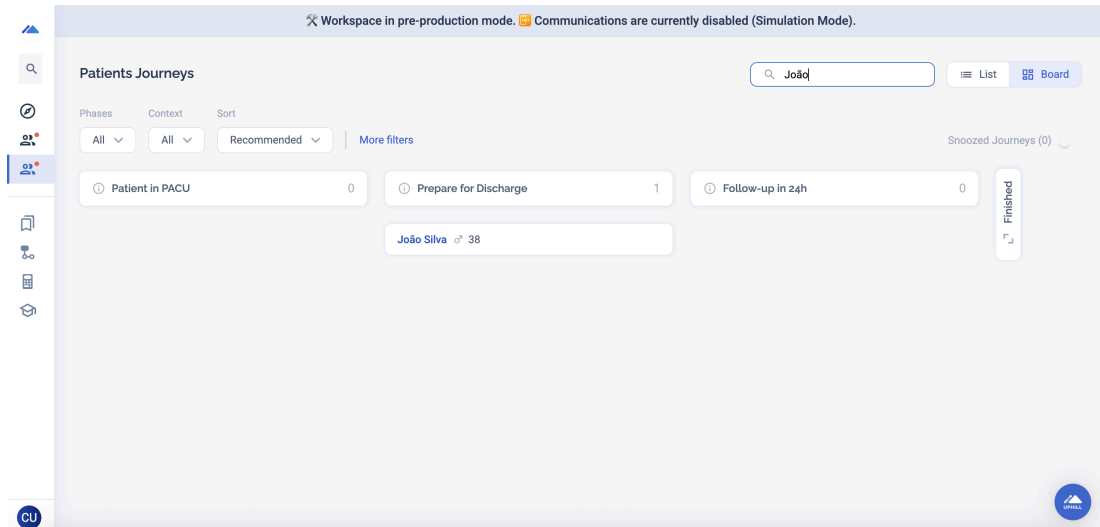 🛠 Workspace in pre-production mode. Communications are currently disabled (Simulation Mode).
Patients Journeys
João
List
Board
Phases
Context
Sort
All
All
Recommended
More filters
Snoozed Journeys (0)
Patient in PACU
0
Prepare for Discharge
1
Follow-up in 24h
0
Finished
João Silva ♂ 38
CU
UPHILL